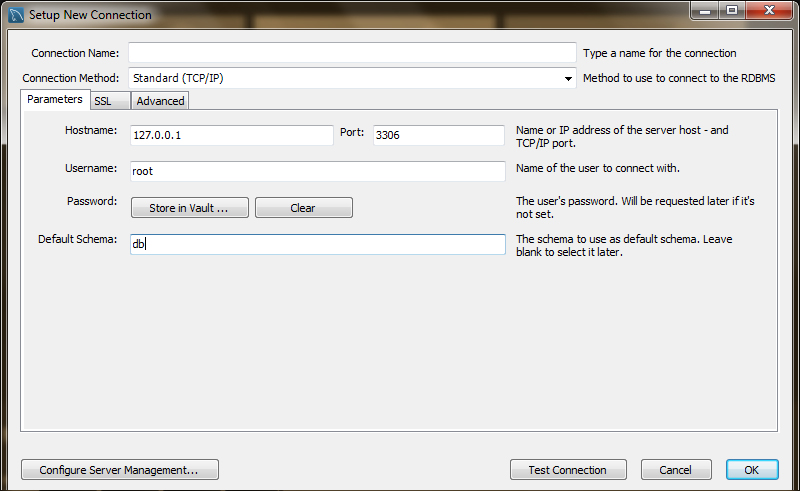 Setup New Connection
Connection Name: Type a name for the connection
Connection Method: Standard (TCP/IP) Method to use to connect to the RDBMS
Parameters SSL Advanced
Hostname: 127.0.0.1 Port: 3306 Name or IP address of the server host - and
TCP/IP port.
Username: root Name of the user to connect with.
Password: Store in Vault ... Clear The user's password. Will be requested later if it's
not set.
Default Schema: db The schema to use as default schema. Leave
blank to select it later.
Configure Server Management... Test Connection Cancel OK